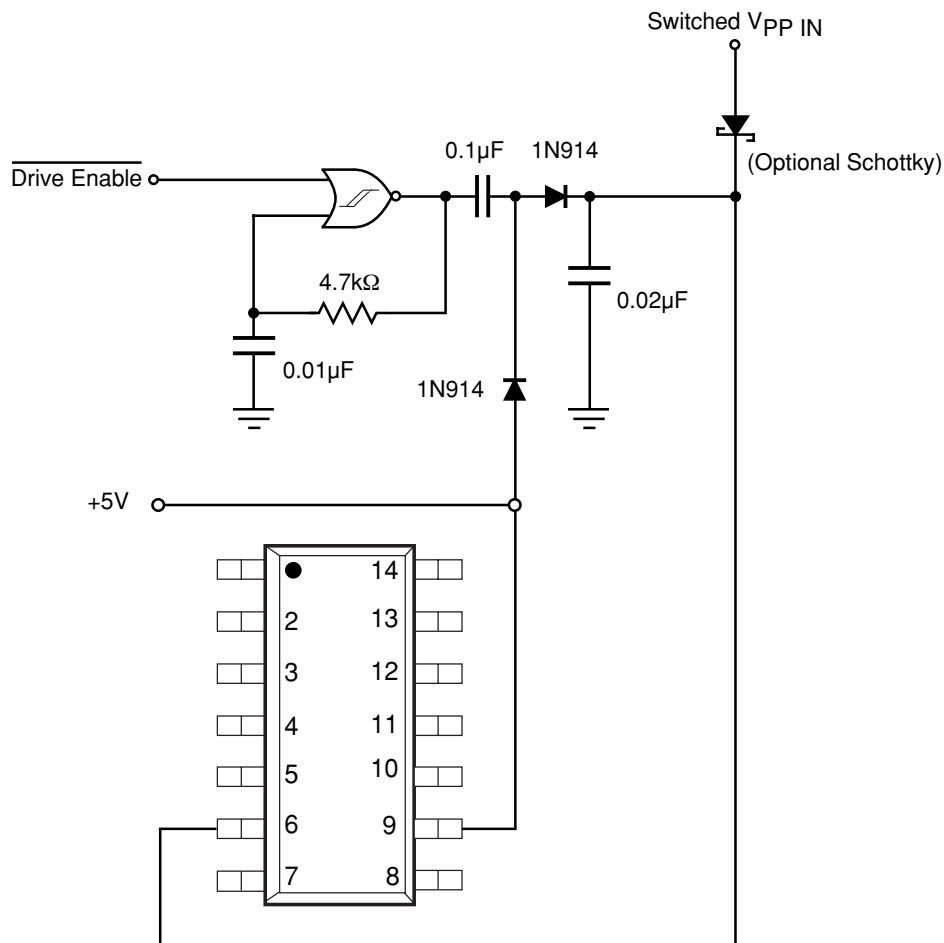 Switched VPP IN
0.1µF
1N914
(Optional Schottky)
Drive Enable
4.7kΩ
0.02µF
0.01µF
1N914
+5V
14
2
13
3
12
4
11
5
10
6
9
7
8